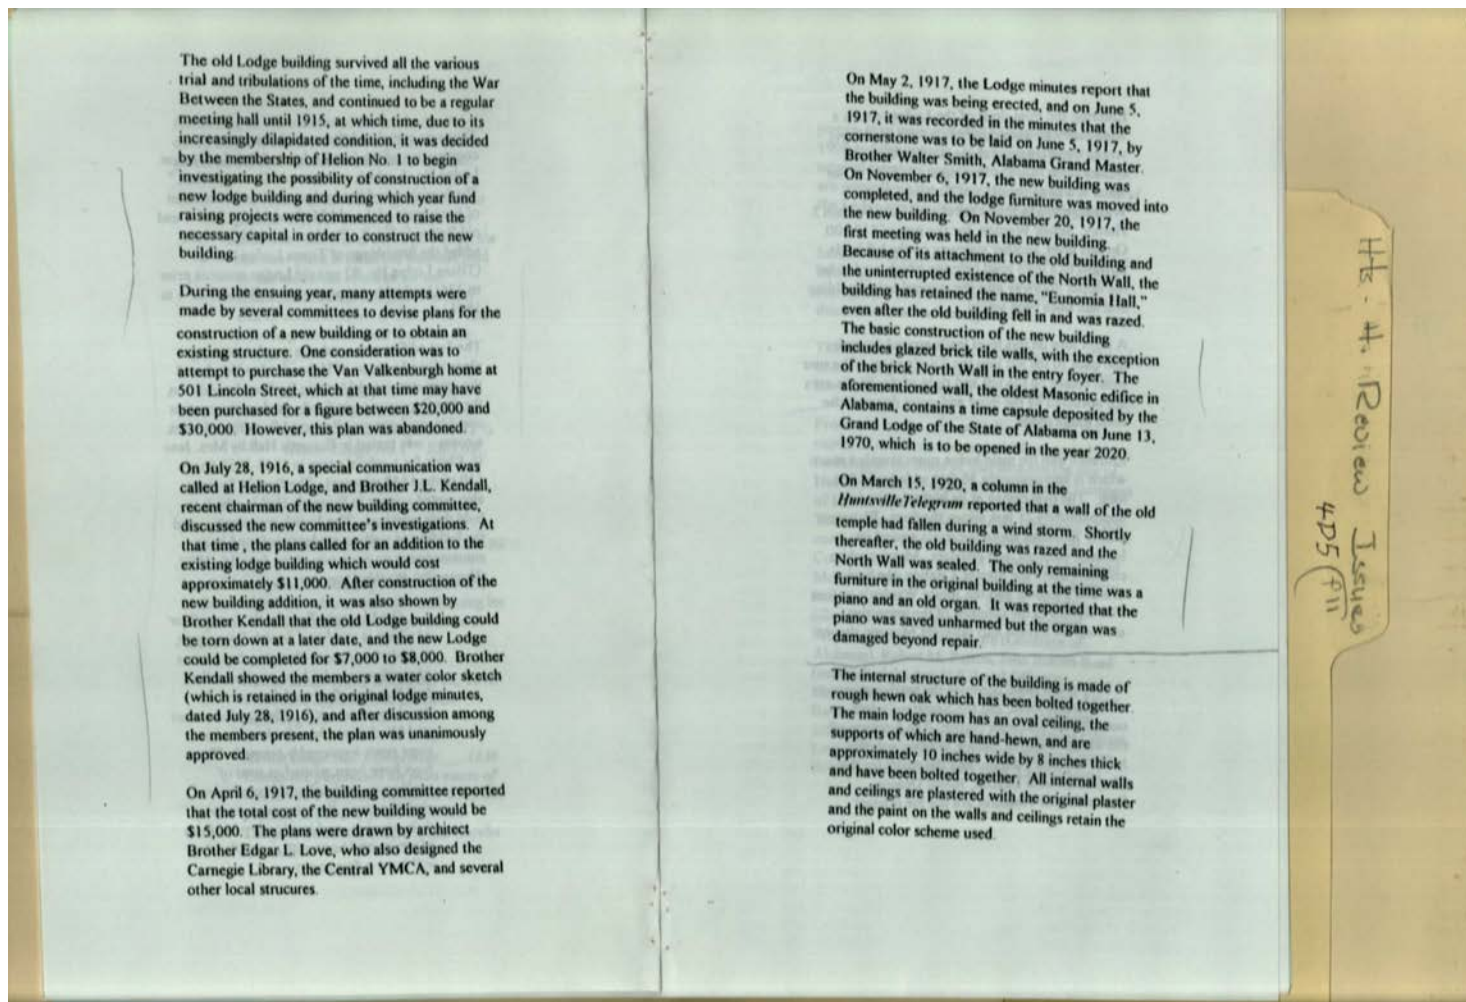 The old Lodge building survived all the various
trial and tribulations of the time, including the War
Between the States, and continued to be a regular
meeting hall until 1915, at which time, due to its
increasingly dilapidated condition, it was decided
by the membership of Helion No. 1 to begin
investigating the possibility of construction of a
new lodge building and during which year fund
raising projects were commenced to raise the
necessary capital in order to construct the new
building.
During the ensuing year, many attempts were
made by several committees to devise plans for the
construction of a new building or to obtain an
existing structure. One consideration was to
attempt to purchase the Van Valkenburgh home at
501 Lincoln Street, which at that time may have
been purchased for a figure between $20,000 and
$30,000. However, this plan was abandoned.
On July 28, 1916, a special communication was
called at Helion Lodge, and Brother J.L. Kendall,
recent chairman of the new building committee,
discussed the new committee's investigations. At
that time , the plans called for an addition to the
existing lodge building which would cost
approximately $11,000. After construction of the
new building addition, it was also shown by
Brother Kendall that the old Lodge building could
be torn down at a later date, and the new Lodge
could be completed for $7,000 to $8,000. Brother
Kendall showed the members a water color sketch
(which is retained in the original lodge minutes,
dated July 28, 1916), and after discussion among
the members present, the plan was unanimously
approved.
On April 6, 1917, the building committee reported
that the total cost of the new building would be
$15,000. The plans were drawn by architect
Brother Edgar L. Love, who also designed the
Carnegie Library, the Central YMCA, and several
other local strucures.
On May 2, 1917, the Lodge minutes report that
the building was being erected, and on June 5,
1917, it was recorded in the minutes that the
cornerstone was to be laid on June 5, 1917, by
Brother Walter Smith, Alabama Grand Master.
On November 6, 1917, the new building was
completed, and the lodge furniture was moved into
the new building. On November 20, 1917, the
first meeting was held in the new building.
Because of its attachment to the old building and
the uninterrupted existence of the North Wall, the
building has retained the name, "Eunomia Hall,"
even after the old building fell in and was razed.
The basic construction of the new building
includes glazed brick tile walls, with the exception
of the brick North Wall in the entry foyer. The
aforementioned wall, the oldest Masonic edifice in
Alabama, contains a time capsule deposited by the
Grand Lodge of the State of Alabama on June 13,
1970, which is to be opened in the year 2020.
On March 15, 1920, a column in the
Huntsville Telegram reported that a wall of the old
temple had fallen during a wind storm. Shortly
thereafter, the old building was razed and the
North Wall was sealed. The only remaining
furniture in the original building at the time was a
piano and an old organ. It was reported that the
piano was saved unharmed but the organ was
damaged beyond repair.
The internal structure of the building is made of
rough hewn oak which has been bolted together.
The main lodge room has an oval ceiling, the
supports of which are hand-hewn, and are
approximately 10 inches wide by 8 inches thick
and have been bolted together. All internal walls
and ceilings are plastered with the original plaster
and the paint on the walls and ceilings retain the
original color scheme used.
Review Issues